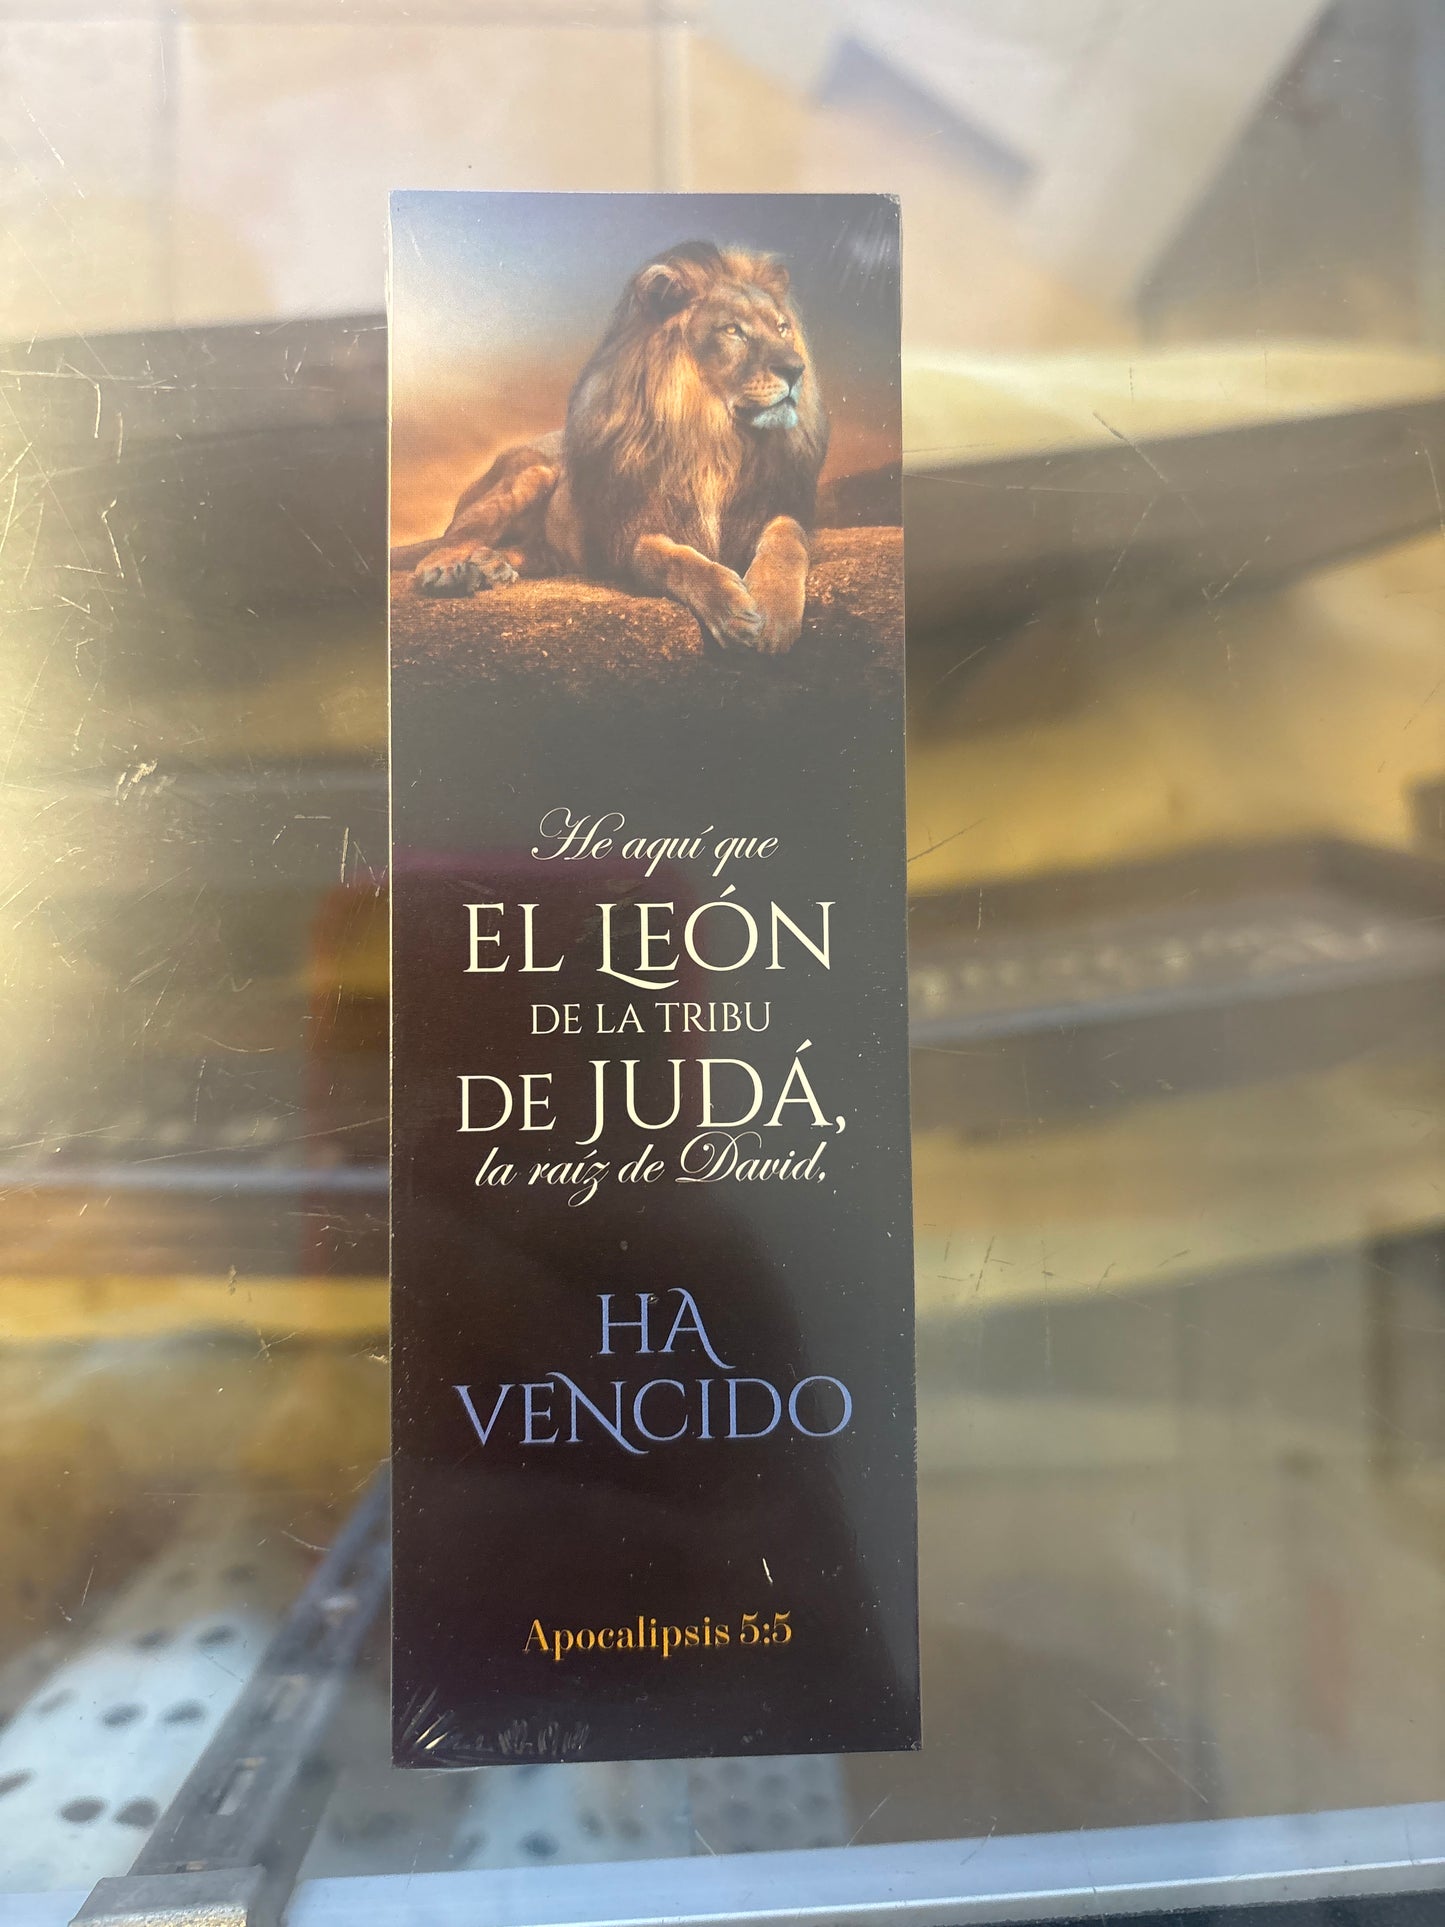 He aquí que
EL LEÓN
DE LA TRIBU
DE JUDÁ,
la raíz de David,
HA
VENCIDO
Apocalipsis 5:5